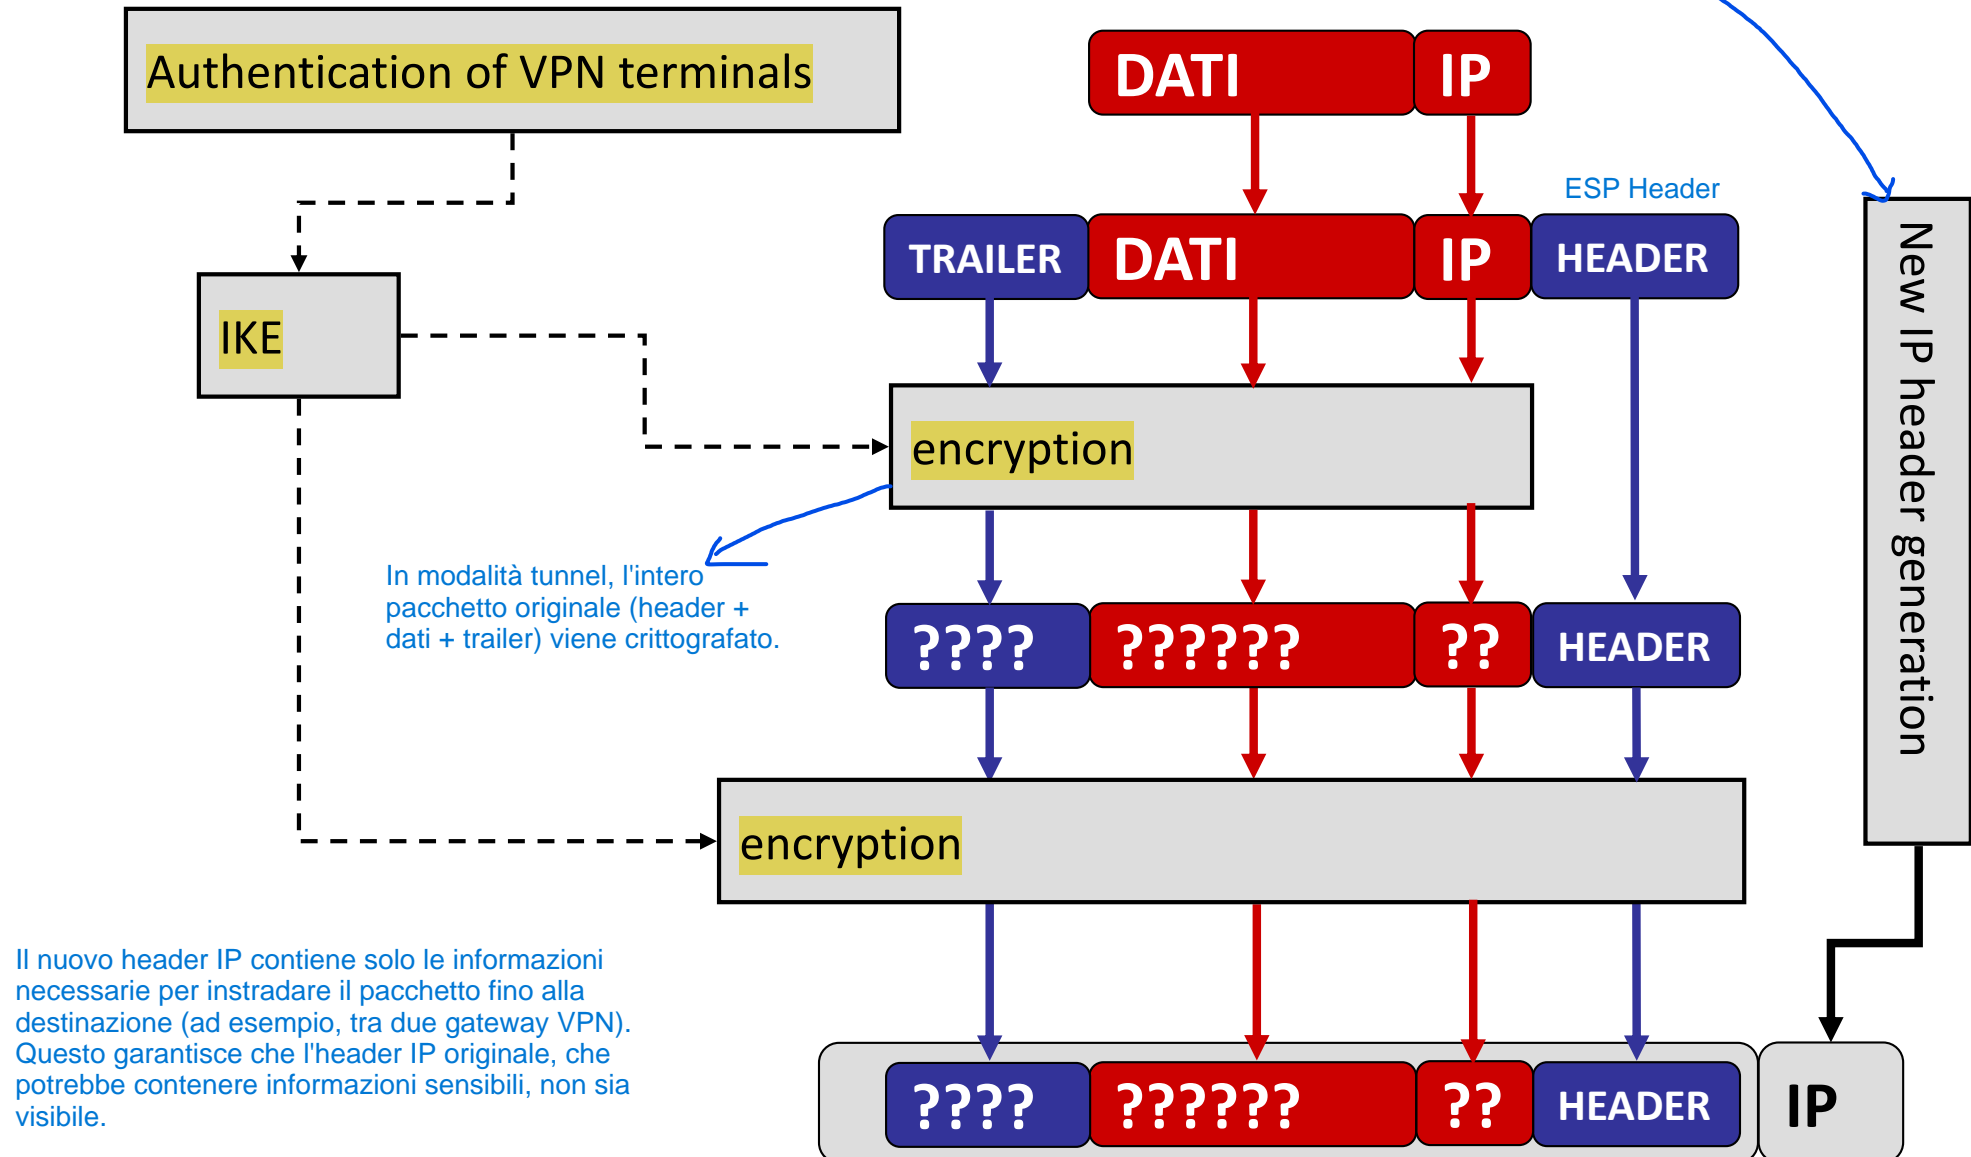 Authentication of VPN terminals
DATI IP
ESP Header
TRAILER DATI IP HEADER
IKE
encryption
In modalità tunnel, l'intero
pacchetto originale (header +
dati + trailer) viene crittografato.
???? ?????? ?? HEADER
New IP header generation
encryption
Il nuovo header IP contiene solo le informazioni
necessarie per instradare il pacchetto fino alla
destinazione (ad esempio, tra due gateway VPN).
Questo garantisce che l'header IP originale, che
potrebbe contenere informazioni sensibili, non sia
visibile.
???? ?????? ?? HEADER IP